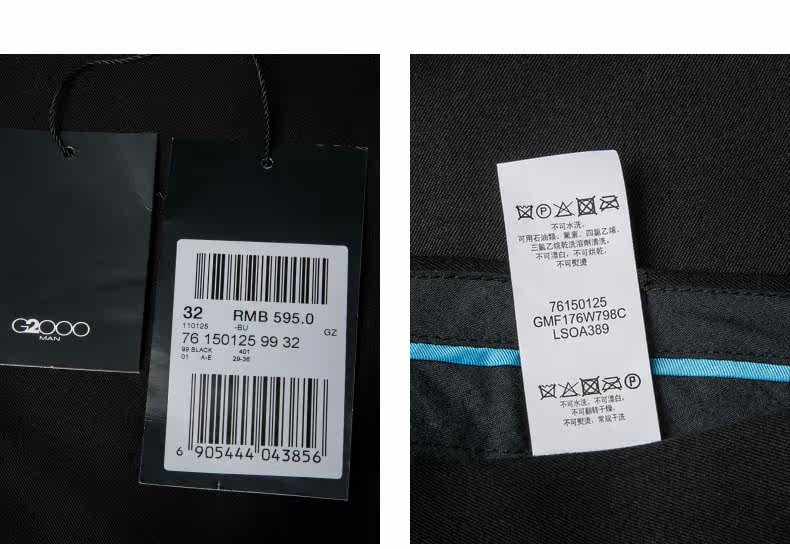 G2000
MAN
32 RMB 595.0
110125 -BU GZ
76 150125 99 32
99 BLACK 401
01 A-E 29-36
6 905444 043856
不可水洗,
可用石油類、氟素、四氯乙烯、
三氯乙烷乾洗溶劑清洗,
不可漂白, 不可烘乾,
不可熨燙
76150125
GMF176W798C
LSOA389
不可水洗, 不可漂白,
不可翻转干燥,
不可熨烫, 常规干洗